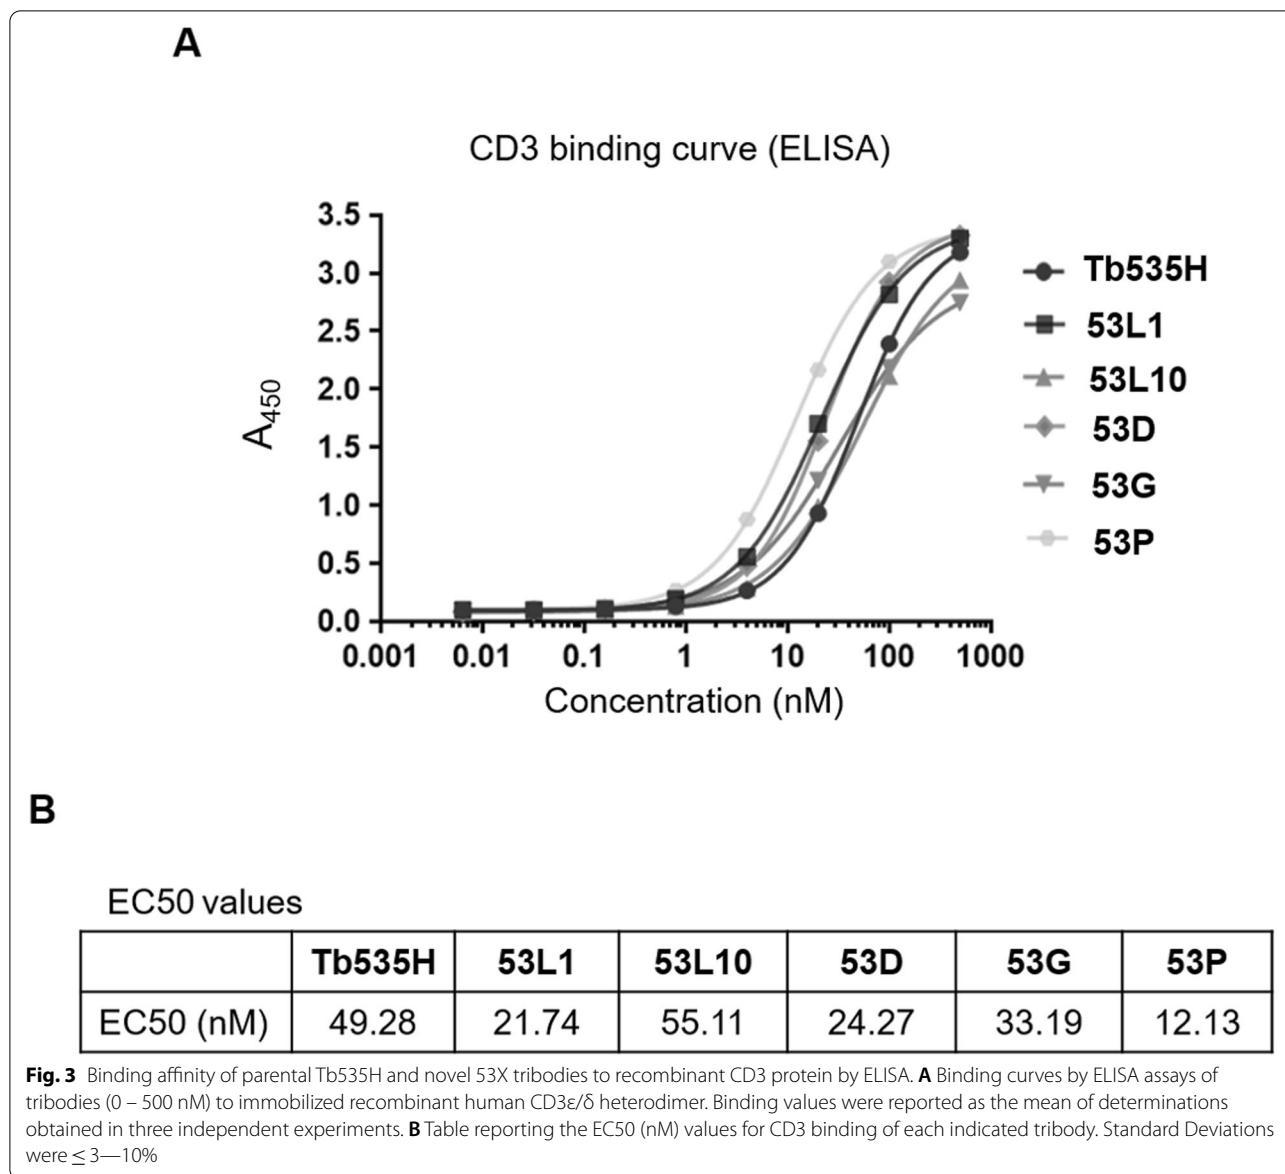 A
CD3 binding curve (ELISA)
3.5
3.0
2.5
2.0
1.5
1.0
0.5
0.0
A450
0.001 0.01 0.1 1 10 100 1000
Concentration (nM)
Tb535H
53L1
53L10
53D
53G
53P
B
EC50 values
Tb535H 53L1 53L10 53D 53G 53P
EC50 (nM) 49.28 21.74 55.11 24.27 33.19 12.13
Fig. 3 Binding affinity of parental Tb535H and novel 53X tribodies to recombinant CD3 protein by ELISA. A Binding curves by ELISA assays of
tribodies (0 – 500 nM) to immobilized recombinant human CD3ε/δ heterodimer. Binding values were reported as the mean of determinations
obtained in three independent experiments. B Table reporting the EC50 (nM) values for CD3 binding of each indicated tribody. Standard Deviations
were ≤ 3—10%